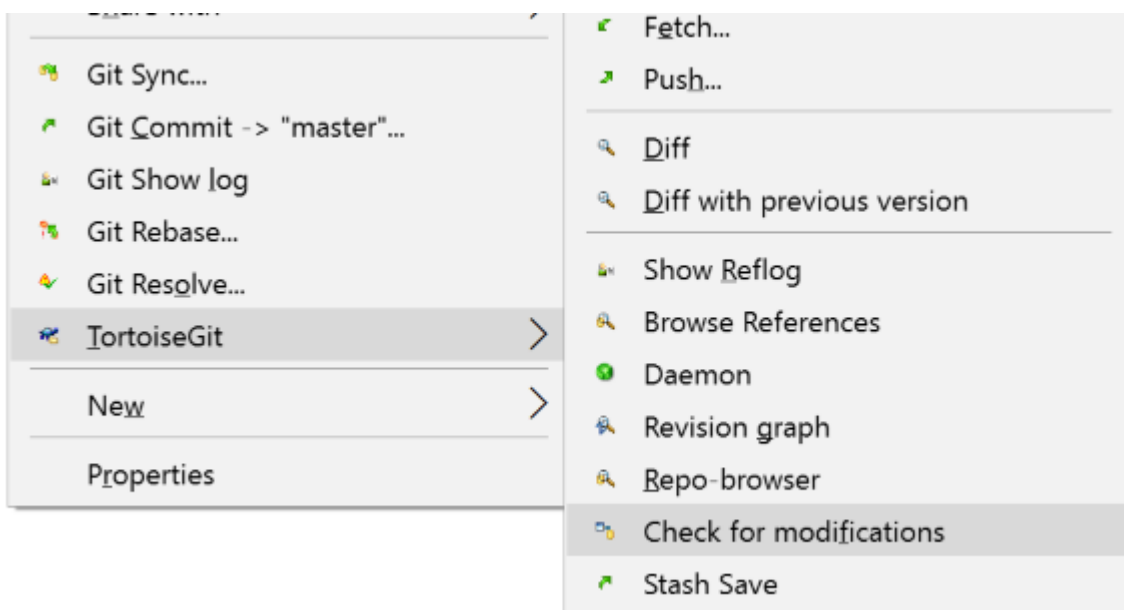 Git Sync...
Git Commit -> "master"...
Git Show log
Git Rebase...
Git Resolve...
TortoiseGit
New
Properties
Fetch...
Push...
Diff
Diff with previous version
Show Reflog
Browse References
Daemon
Revision graph
Repo-browser
Check for modifications
Stash Save